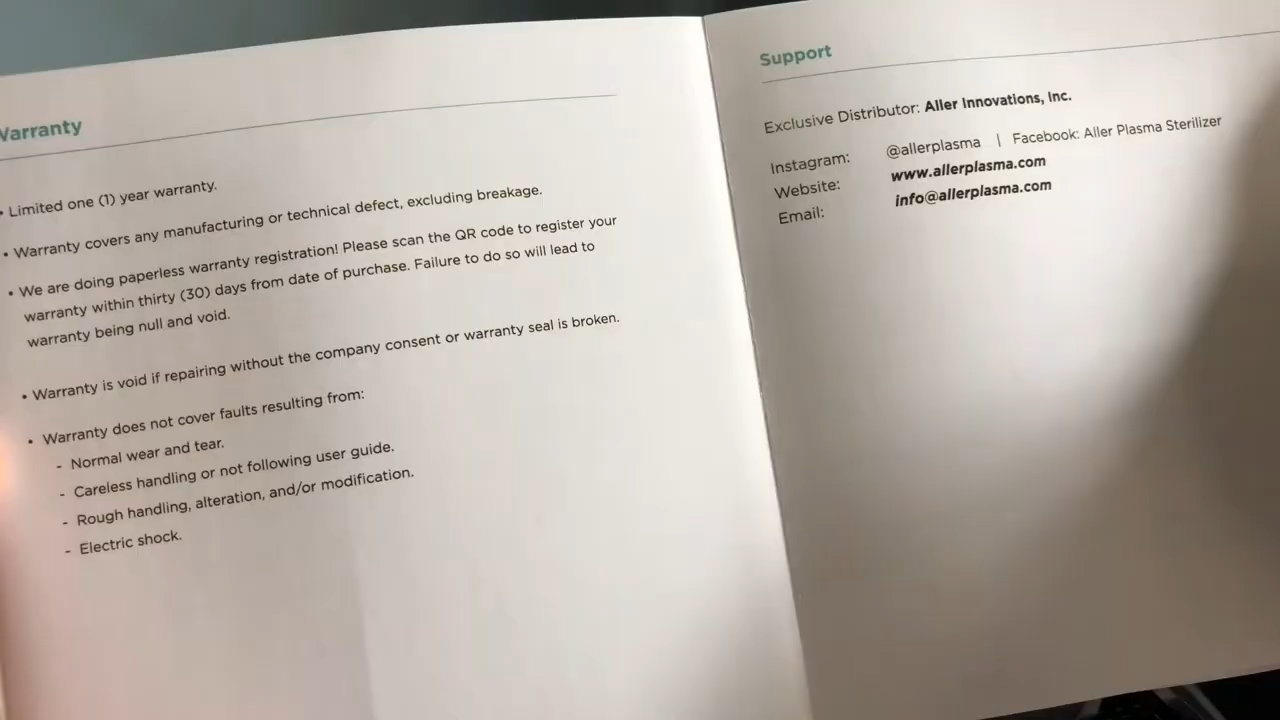 Warranty
• Limited one (1) year warranty.
• Warranty covers any manufacturing or technical defect, excluding breakage.
• We are doing paperless warranty registration! Please scan the QR code to register your
warranty within thirty (30) days from date of purchase. Failure to do so will lead to
warranty being null and void.
• Warranty is void if repairing without the company consent or warranty seal is broken.
• Warranty does not cover faults resulting from:
- Normal wear and tear.
- Careless handling or not following user guide.
- Rough handling, alteration, and/or modification.
- Electric shock.
Support
Exclusive Distributor: Aller Innovations, Inc.
Instagram: @allerplasma | Facebook: Aller Plasma Sterilizer
Website: www.allerplasma.com
Email: info@allerplasma.com